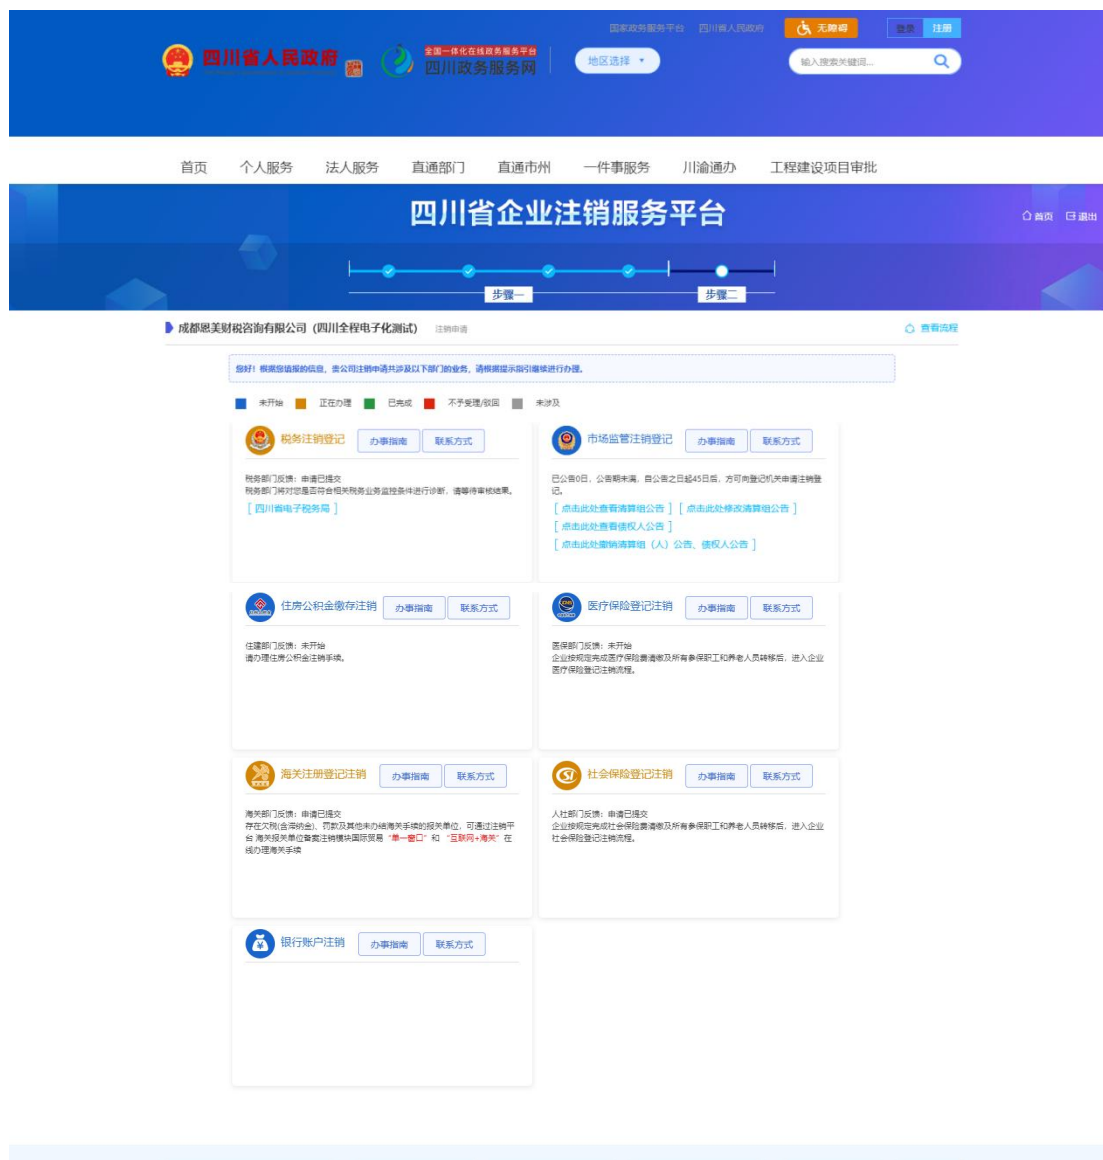 国家政务服务平台 四川省人民政府 无障碍 登录 注册
四川省人民政府
全国一体化在线政务服务平台
四川政务服务网
地区选择
输入搜索关键词...
首页 个人服务 法人服务 直通部门 直通市州 一件事服务 川渝通办 工程建设项目审批
四川省企业注销服务平台
首页 退出
步骤一 步骤二
成都恩美财税咨询有限公司（四川全程电子化测试） 注销申请 查看流程
您好！根据您填报的信息，贵公司注销申请共涉及以下部门的业务，请根据提示指引继续进行办理。
未开始 正在办理 已完成 不予受理/驳回 未涉及
税务注销登记 办事指南 联系方式
税务部门反馈：申请已提交
税务部门将对您是否符合相关税务业务监控条件进行诊断，请等待审核结果。
[ 四川省电子税务局 ]
市场监管注销登记 办事指南 联系方式
已公告0日，公告期未满，自公告之日起45日后，方可向登记机关申请注销登
记。
[ 点击此处查看清算组公告 ] [ 点击此处修改清算组公告 ]
[ 点击此处查看债权人公告 ]
[ 点击此处撤销清算组（人）公告、债权人公告 ]
住房公积金缴存注销 办事指南 联系方式
住建部门反馈：未开始
请办理住房公积金注销手续。
医疗保险登记注销 办事指南 联系方式
医保部门反馈：未开始
企业按规定完成医疗保险费清缴及所有参保职工和养老人员转移后，进入企业
医疗保险登记注销流程。
海关注册登记注销 办事指南 联系方式
海关部门反馈：申请已提交
存在欠税(含滞纳金)、罚款及其他未办结海关手续的报关单位，可通过注销平
台 海关报关单位备案注销模块国际贸易 “单一窗口” 和 “互联网+海关” 在
线办理海关手续
社会保险登记注销 办事指南 联系方式
人社部门反馈：申请已提交
企业按规定完成社会保险费清缴及所有参保职工和养老人员转移后，进入企业
社会保险登记注销流程。
银行账户注销 办事指南 联系方式